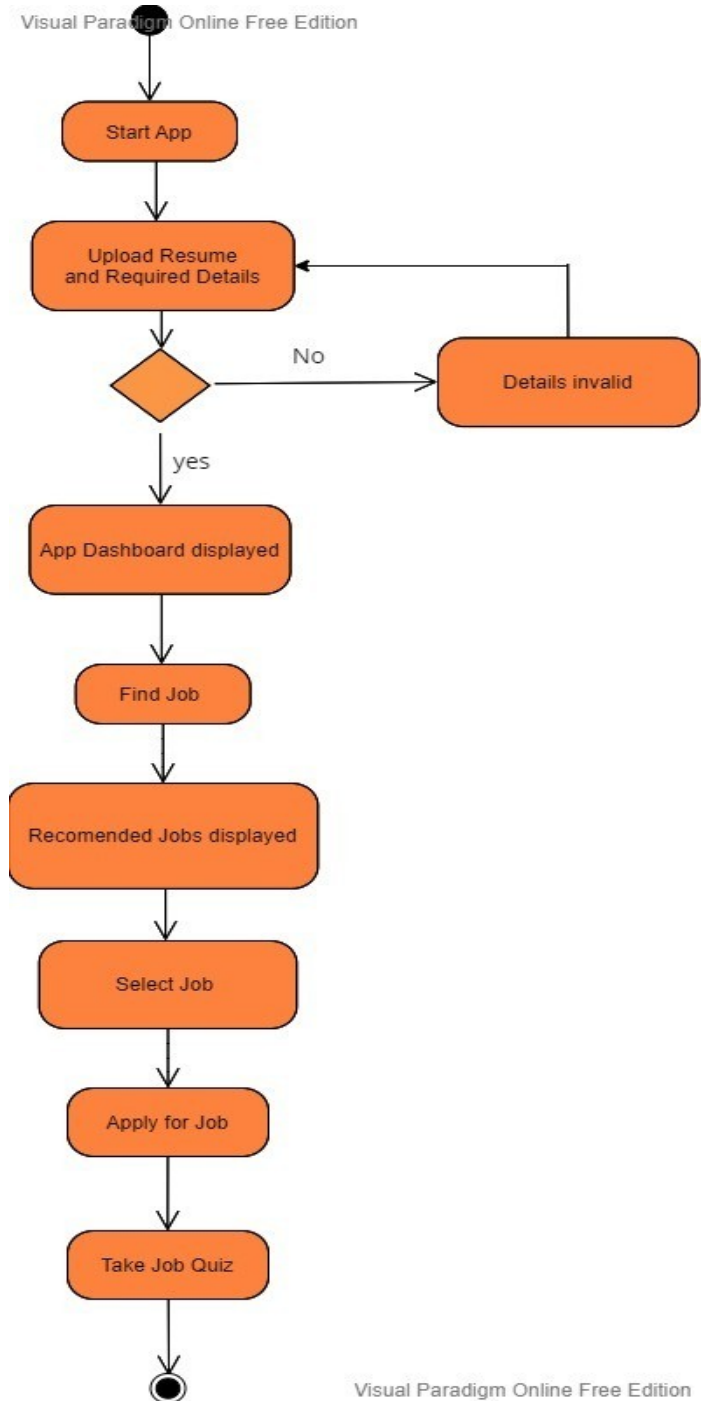 Visual Paradigm Online Free Edition
Start App
Upload Resume
and Required Details
No
Details invalid
yes
App Dashboard displayed
Find Job
Recomended Jobs displayed
Select Job
Apply for Job
Take Job Quiz
Visual Paradigm Online Free Edition